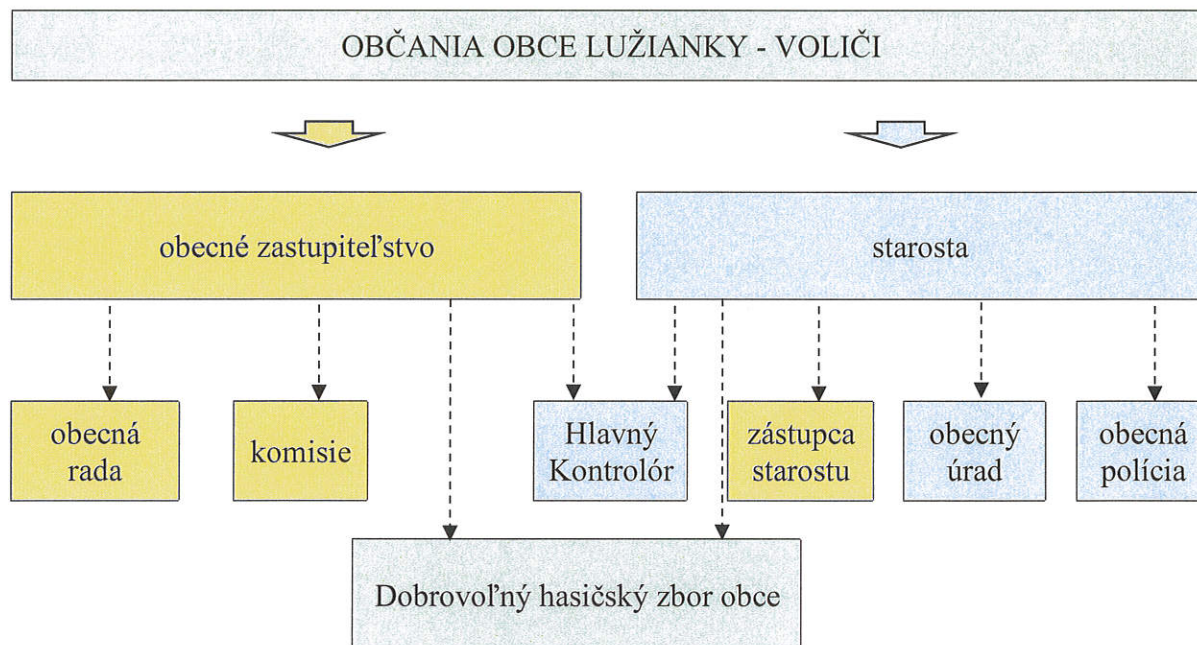 OBČANIA OBCE LUŽIANKY - VOLIČI
obecné zastupiteľstvo
starosta
obecná
rada
komisie
Hlavný
Kontrolór
zástupca
starostu
obecný
úrad
obecná
polícia
Dobrovoľný hasičský zbor obce